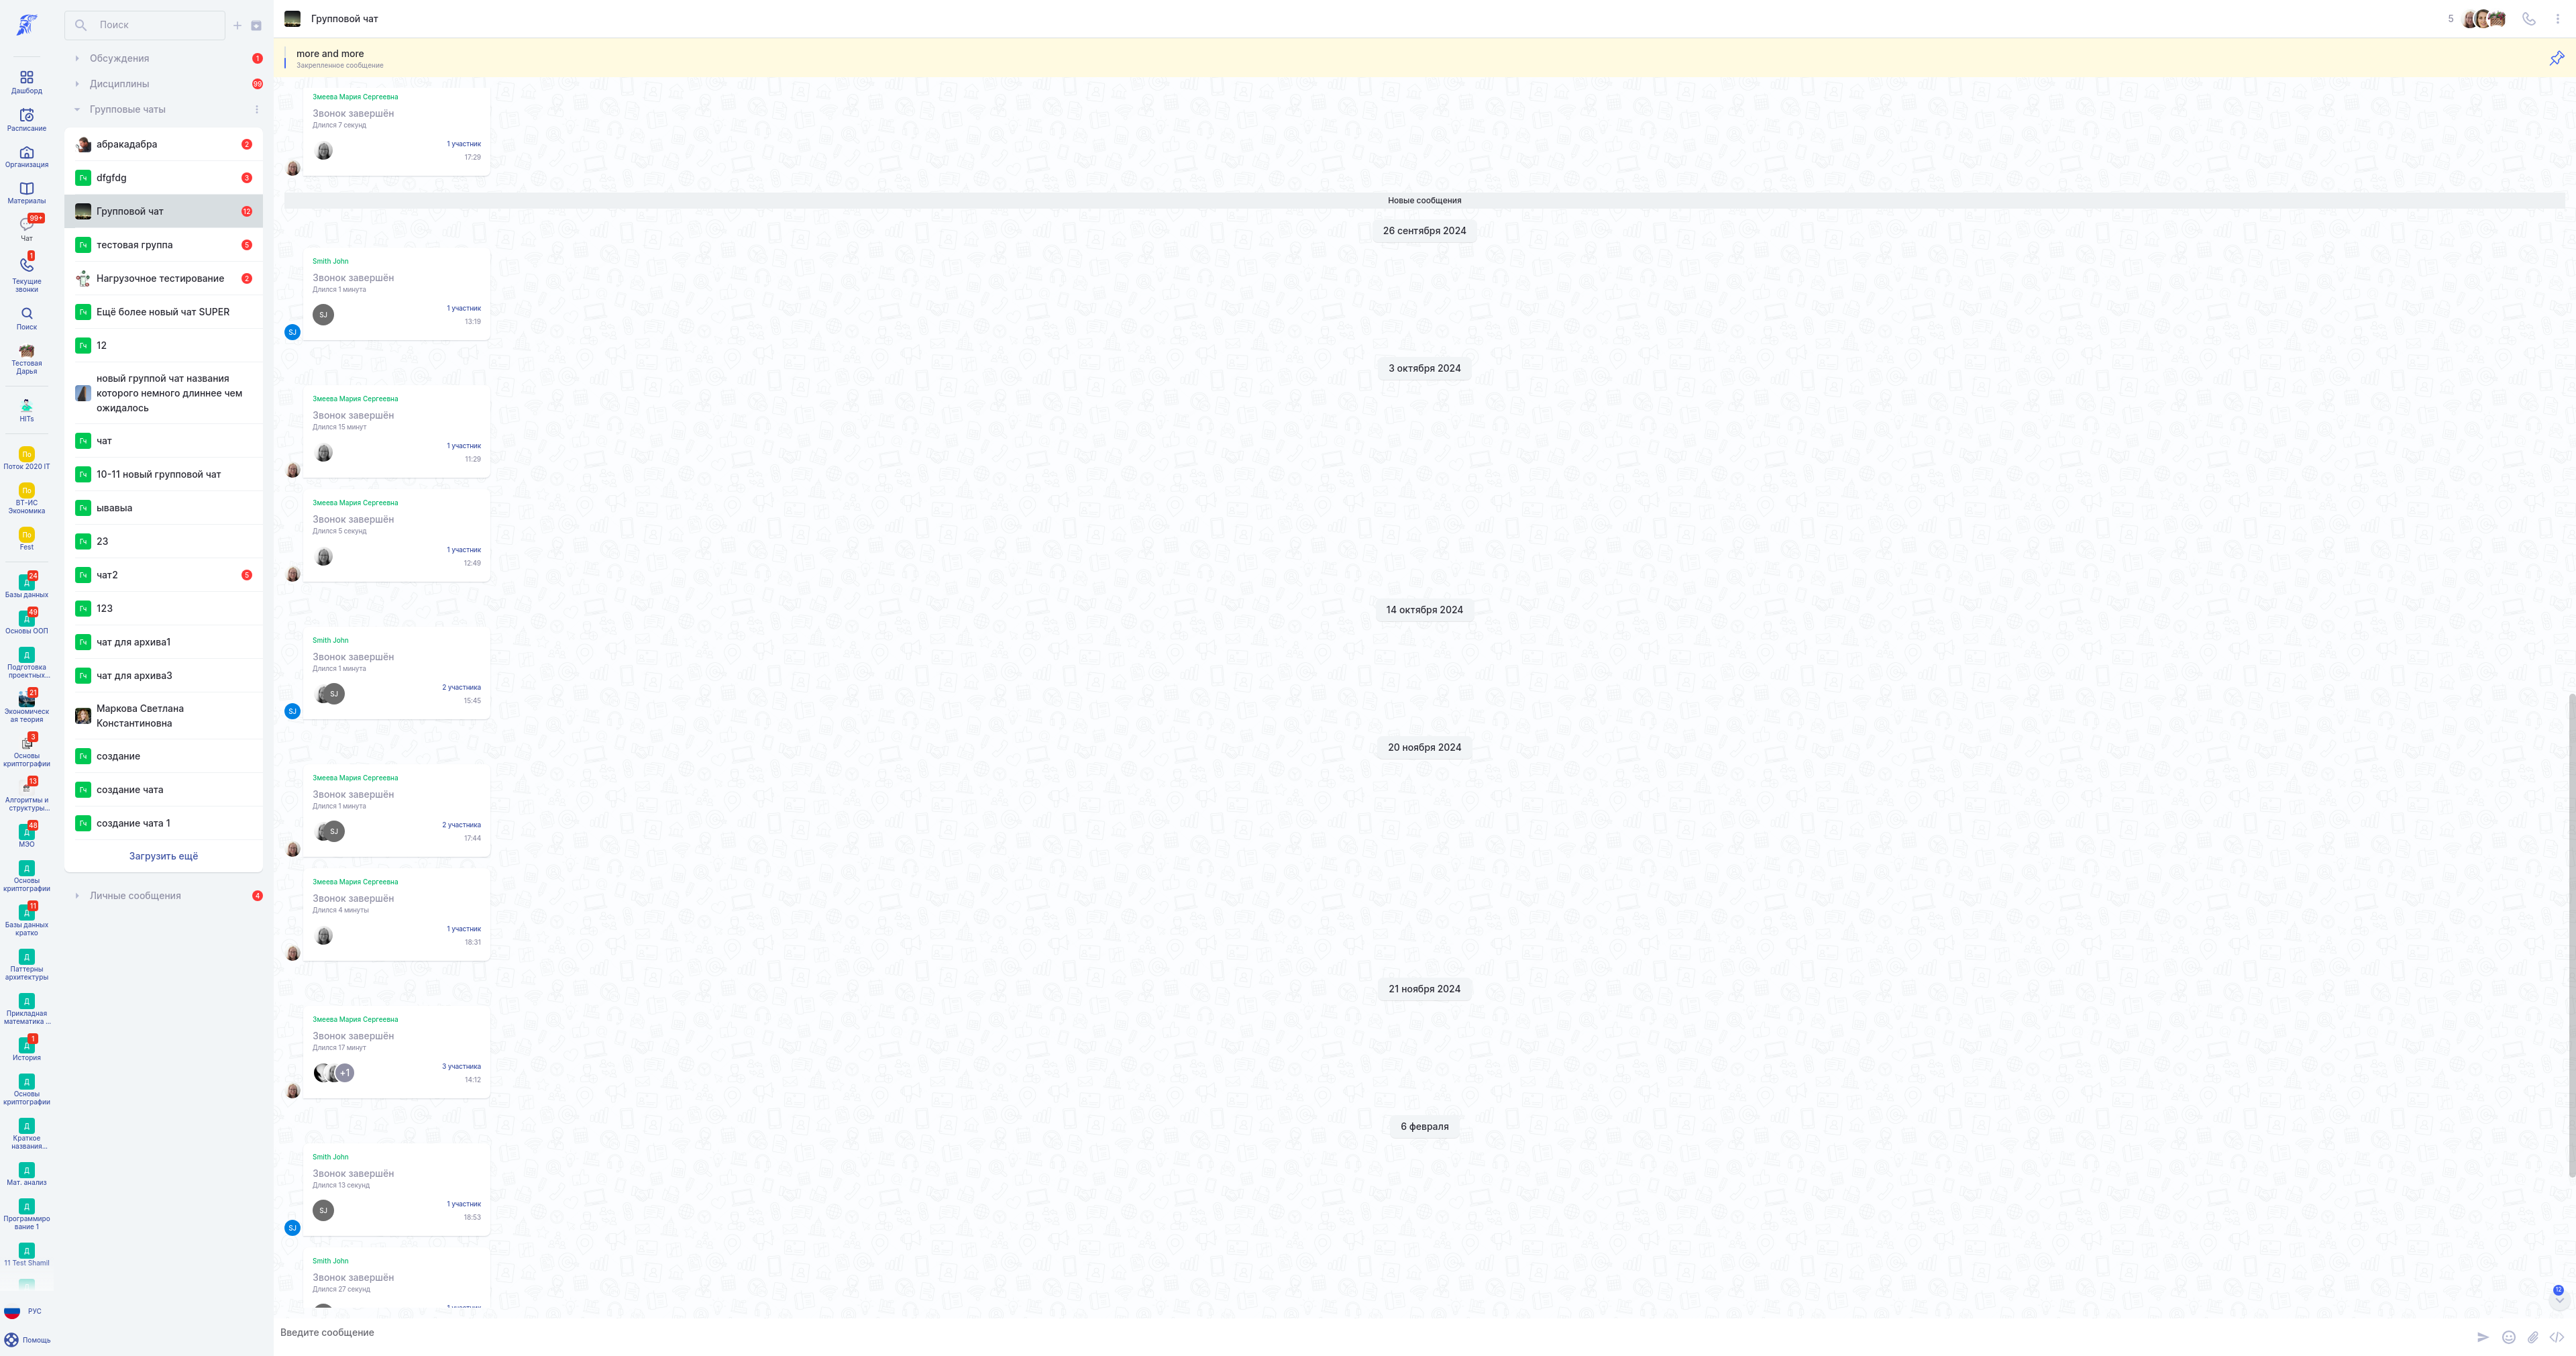 Дашборд
Расписание
Организация
Материалы
99+
Чат
1
Текущие
звонки
Поиск
Тестовая
Дарья
HITs
По
Поток 2020 IT
По
ВТ-ИС
Экономика
По
Fest
24
Д
Базы данных
49
Д
Основы ООП
Д
Подготовка
проектных...
21
Экономическ
ая теория
3
Основы
криптографии
13
Алгоритмы и
структуры...
48
Д
МЭО
Д
Основы
криптографии
11
Д
Базы данных
кратко
Д
Паттерны
архитектуры
Д
Прикладная
математика ...
1
Д
История
Д
Основы
криптографии
Д
Краткое
названия...
Д
Мат. анализ
Д
Программиро
вание 1
Д
11 Test Shamil
РУС
Помощь
Поиск
Обсуждения 1
Дисциплины 99
Групповые чаты
абракадабра 2
Гч dfgfdg 3
Групповой чат 12
Гч тестовая группа 5
Нагрузочное тестирование 2
Гч Ещё более новый чат SUPER
Гч 12
новый группой чат названия
которого немного длиннее чем
ожидалось
Гч чат
Гч 10-11 новый групповой чат
Гч ывавыа
Гч 23
Гч чат2 5
Гч 123
Гч чат для архива1
Гч чат для архива3
Маркова Светлана
Константиновна
Гч создание
Гч создание чата
Гч создание чата 1
Загрузить ещё
Личные сообщения 4
Групповой чат 5
more and more
Закрепленное сообщение
Змеева Мария Сергеевна
Звонок завершён
Длился 7 секунд
1 участник
17:29
Новые сообщения
26 сентября 2024
Smith John
Звонок завершён
Длился 1 минута
SJ 1 участник
13:19
SJ
3 октября 2024
Змеева Мария Сергеевна
Звонок завершён
Длился 15 минут
1 участник
11:29
Змеева Мария Сергеевна
Звонок завершён
Длился 5 секунд
1 участник
12:49
14 октября 2024
Smith John
Звонок завершён
Длился 1 минута
SJ 2 участника
15:45
SJ
20 ноября 2024
Змеева Мария Сергеевна
Звонок завершён
Длился 1 минута
SJ 2 участника
17:44
Змеева Мария Сергеевна
Звонок завершён
Длился 4 минуты
1 участник
18:31
21 ноября 2024
Змеева Мария Сергеевна
Звонок завершён
Длился 17 минут
+1 3 участника
14:12
6 февраля
Smith John
Звонок завершён
Длился 13 секунд
SJ 1 участник
18:53
SJ
Smith John
Звонок завершён
Длился 27 секунд
12
Введите сообщение